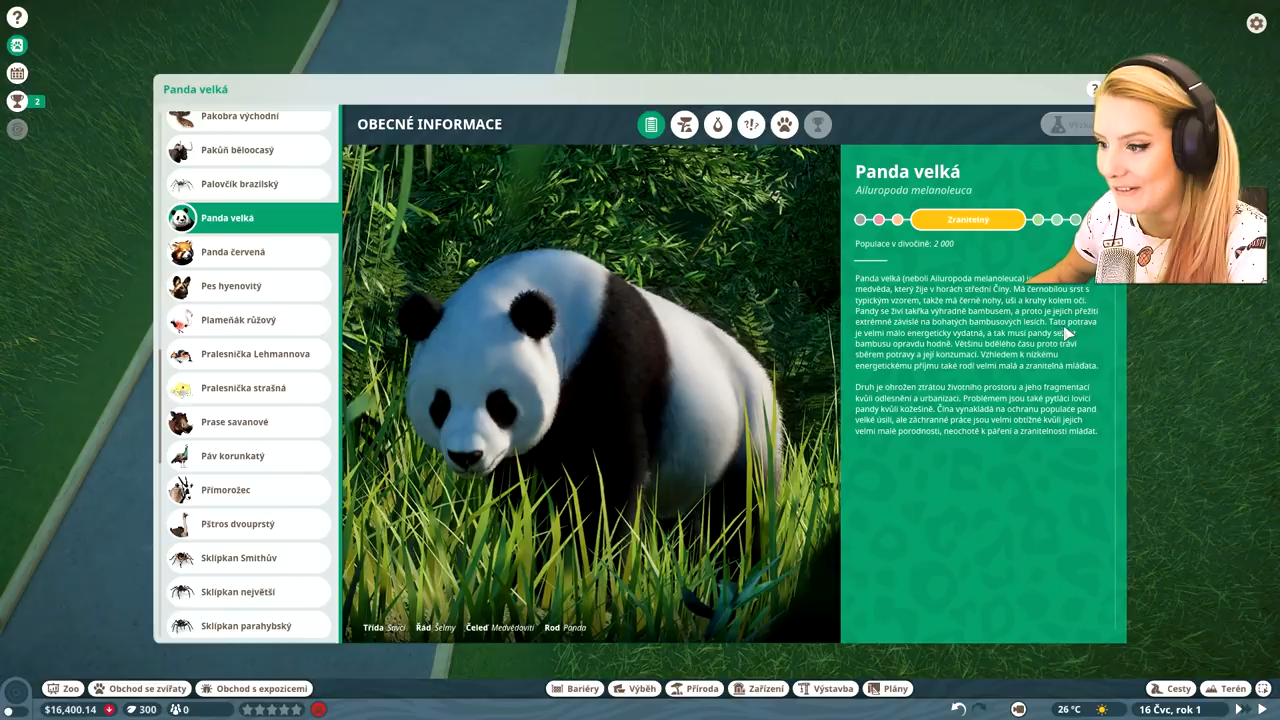 ?
2
Panda velká
?
Pakobra východní
Pakůň běloocasý
Palovčík brazilský
Panda velká
Panda červená
Pes hyenovitý
Plameňák růžový
Pralesnička Lehmannova
Pralesnička strašná
Prase savanové
Páv korunkatý
Přímorožec
Pštros dvouprstý
Sklípkan Smithův
Sklípkan největší
Sklípkan parahybský
OBECNÉ INFORMACE
?!?
Panda velká
Ailuropoda melanoleuca
Zranitelný
Populace v divočině: 2 000
Panda velká (neboli Ailuropoda melanoleuca)
medvěda, který žije v horách střední Číny. Má černobílou srst s
typickým vzorem, takže má černé nohy, uši a kruhy kolem očí.
Pandy se živí takřka výhradně bambusem, a proto je jejich přežití
extrémně závislé na bohatých bambusových lesích. Tato potrava
je velmi málo energeticky vydatná, a tak musí pandy
bambusu opravdu hodně. Většinu bdělého času proto tráví
sběrem potravy a její konzumací. Vzhledem k nízkému
energetickému příjmu také rodí velmi malá a zranitelná mláďata.
Druh je ohrožen ztrátou životního prostoru a jeho fragmentací
kvůli odlesnění a urbanizaci. Problémem jsou také pytláci lovící
pandy kvůli kožešině. Čína vynakládá na ochranu populace pand
velké úsilí, ale záchranné práce jsou velmi obtížné kvůli jejich
velmi malé porodnosti, neochotě k páření a zranitelnosti mláďat.
Třída Savci Řád Šelmy Čeleď Medvědovití Rod Panda
Zoo Obchod se zvířaty Obchod s expozicemi Bariéry Výběh Příroda Zařízení Výstavba Plány Cesty Terén
$16,400.14 300 0 26 °C 16 Čvc, rok 1